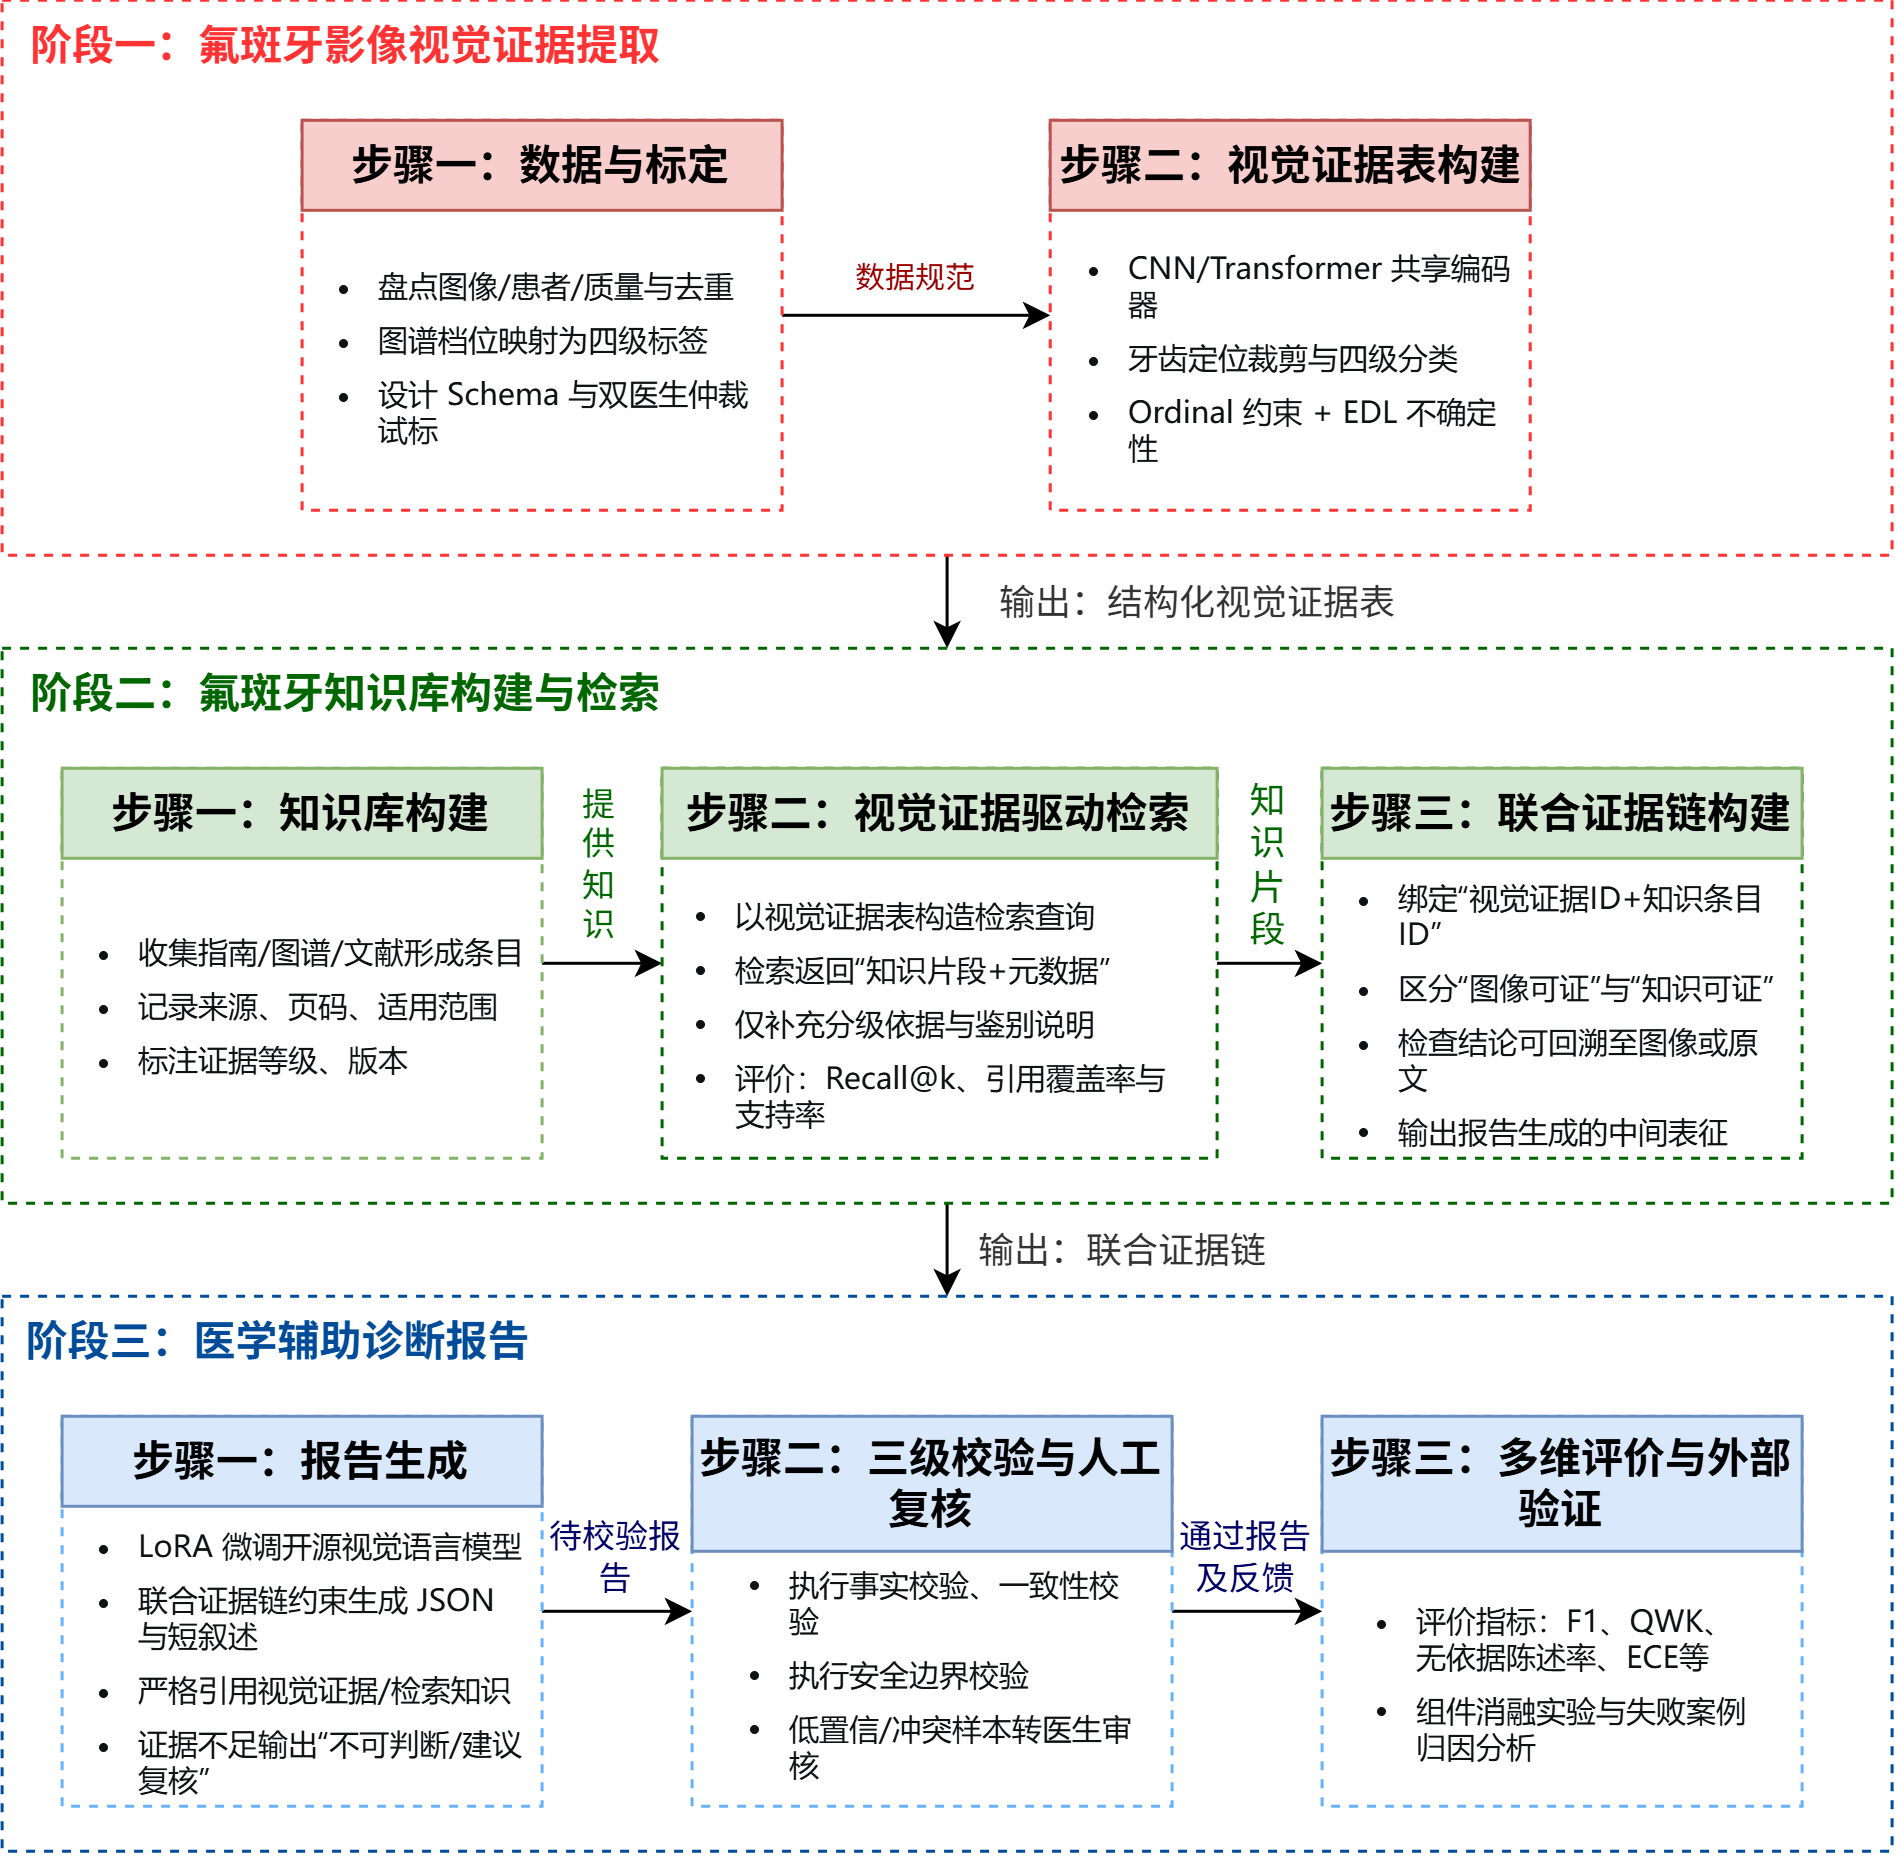 阶段一：氟斑牙影像视觉证据提取
步骤一：数据与标定
• 盘点图像/患者/质量与去重
• 图谱档位映射为四级标签
• 设计 Schema 与双医生仲裁
试标
数据规范
步骤二：视觉证据表构建
• CNN/Transformer 共享编码
器
• 牙齿定位裁剪与四级分类
• Ordinal 约束 + EDL 不确定
性
输出：结构化视觉证据表
阶段二：氟斑牙知识库构建与检索
步骤一：知识库构建
• 收集指南/图谱/文献形成条目
• 记录来源、页码、适用范围
• 标注证据等级、版本
提
供
知
识
步骤二：视觉证据驱动检索
• 以视觉证据表构造检索查询
• 检索返回“知识片段+元数据”
• 仅补充分级依据与鉴别说明
• 评价：Recall@k、引用覆盖率与
支持率
知
识
片
段
步骤三：联合证据链构建
• 绑定“视觉证据ID+知识条目
ID”
• 区分“图像可证”与“知识可证”
• 检查结论可回溯至图像或原
文
• 输出报告生成的中间表征
输出：联合证据链
阶段三：医学辅助诊断报告
步骤一：报告生成
• LoRA 微调开源视觉语言模型
• 联合证据链约束生成 JSON
与短叙述
• 严格引用视觉证据/检索知识
• 证据不足输出“不可判断/建议
复核”
待校验报
告
步骤二：三级校验与人工
复核
• 执行事实校验、一致性校
验
• 执行安全边界校验
• 低置信/冲突样本转医生审
核
通过报告
及反馈
步骤三：多维评价与外部
验证
• 评价指标：F1、QWK、
无依据陈述率、ECE等
• 组件消融实验与失败案例
归因分析